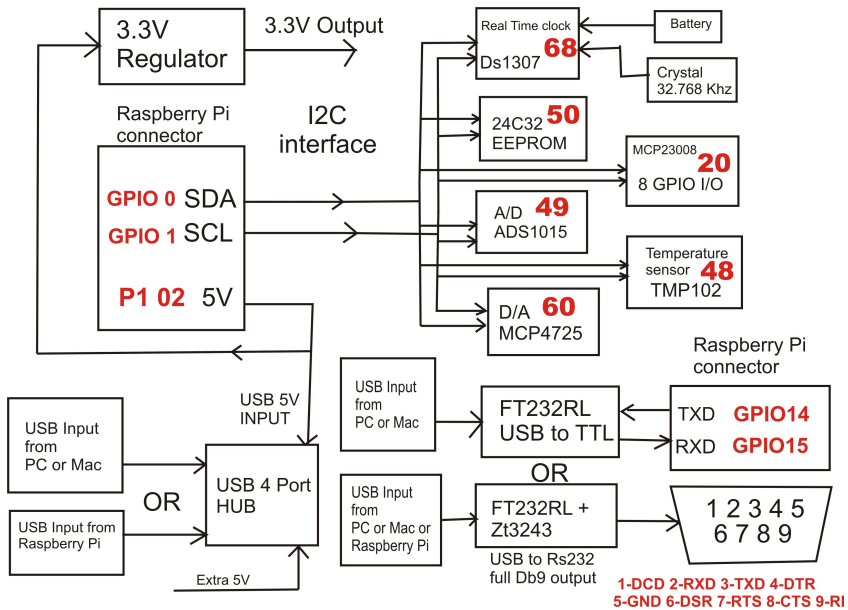 3.3V
Regulator
3.3V Output
Real Time clock
68
Ds1307
Battery
Crystal
32.768 Khz
Raspberry Pi
connector
I2C
interface
24C32 50
EEPROM
MCP23008
20
8 GPIO I/O
GPIO 0 SDA
GPIO 1 SCL
P1 02 5V
A/D 49
ADS1015
Temperature
sensor 48
TMP102
D/A 60
MCP4725
USB 5V
INPUT
USB Input
from
PC or Mac
OR
USB Input from
Raspberry Pi
USB 4 Port
HUB
Extra 5V
USB Input
from
PC or Mac
FT232RL
USB to TTL
Raspberry Pi
connector
TXD GPIO14
RXD GPIO15
OR
USB Input
from
PC or Mac or
Raspberry Pi
FT232RL +
Zt3243
USB to Rs232
full Db9 output
1 2 3 4 5
6 7 8 9
1-DCD 2-RXD 3-TXD 4-DTR
5-GND 6-DSR 7-RTS 8-CTS 9-RI